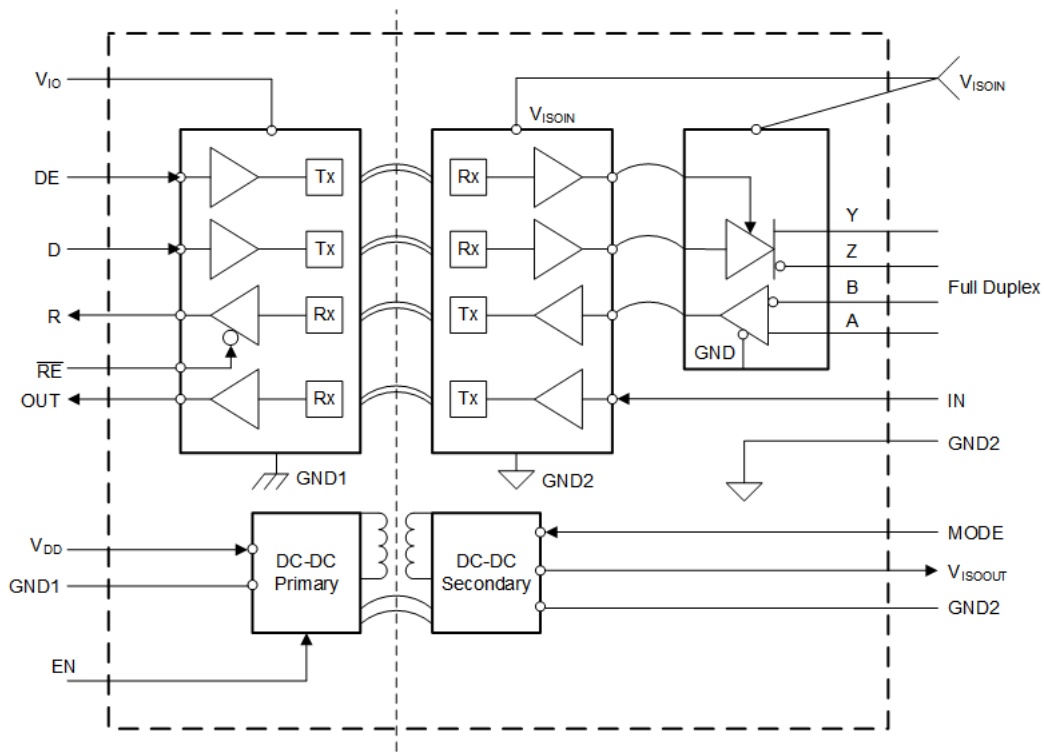 VIO
VISOIN
VISOIN
DE
Tx
Rx
Y
D
Tx
Rx
Z
B
Full Duplex
R
Rx
Tx
A
GND
RE
OUT
Rx
Tx
IN
GND1
GND2
GND2
VDD
DC-DC
Primary
DC-DC
Secondary
MODE
VISOOUT
GND1
GND2
EN